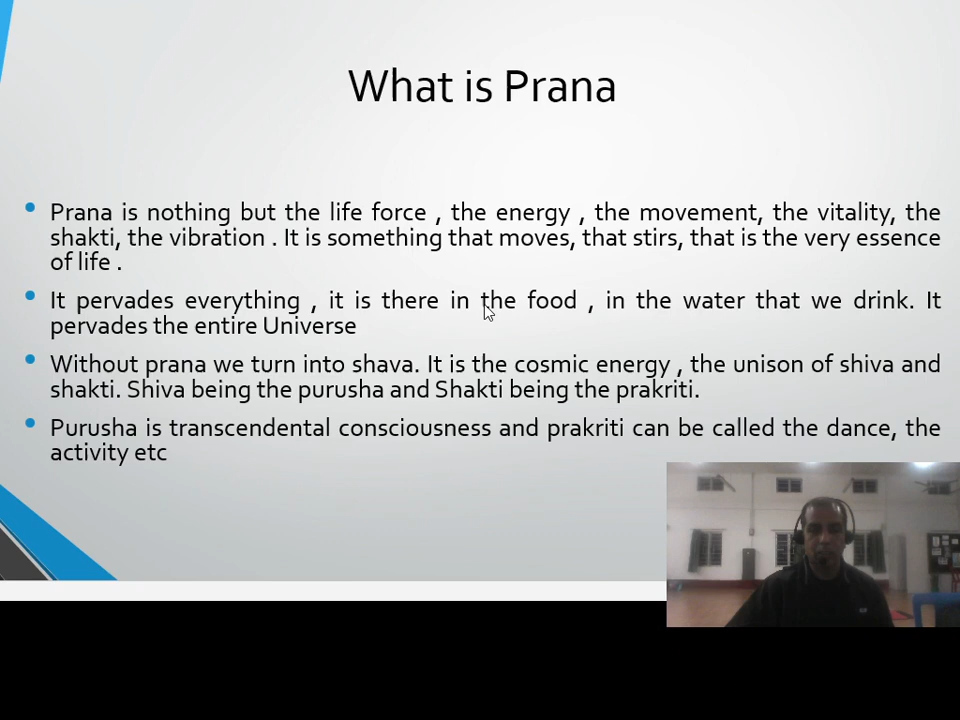 What is Prana
Prana is nothing but the life force , the energy , the movement, the vitality, the
shakti, the vibration . It is something that moves, that stirs, that is the very essence
of life .
It pervades everything , it is there in the food , in the water that we drink. It
pervades the entire Universe
Without prana we turn into shava. It is the cosmic energy , the unison of shiva and
shakti. Shiva being the purusha and Shakti being the prakriti.
Purusha is transcendental consciousness and prakriti can be called the dance, the
activity etc